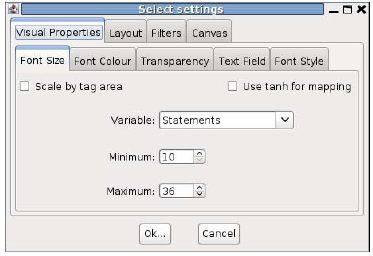 Select settings
Visual Properties Layout Filters Canvas
Font Size Font Colour Transparency Text Field Font Style
Scale by tag area Use tanh for mapping
Variable: Statements
Minimum: 10
Maximum: 36
Ok... Cancel